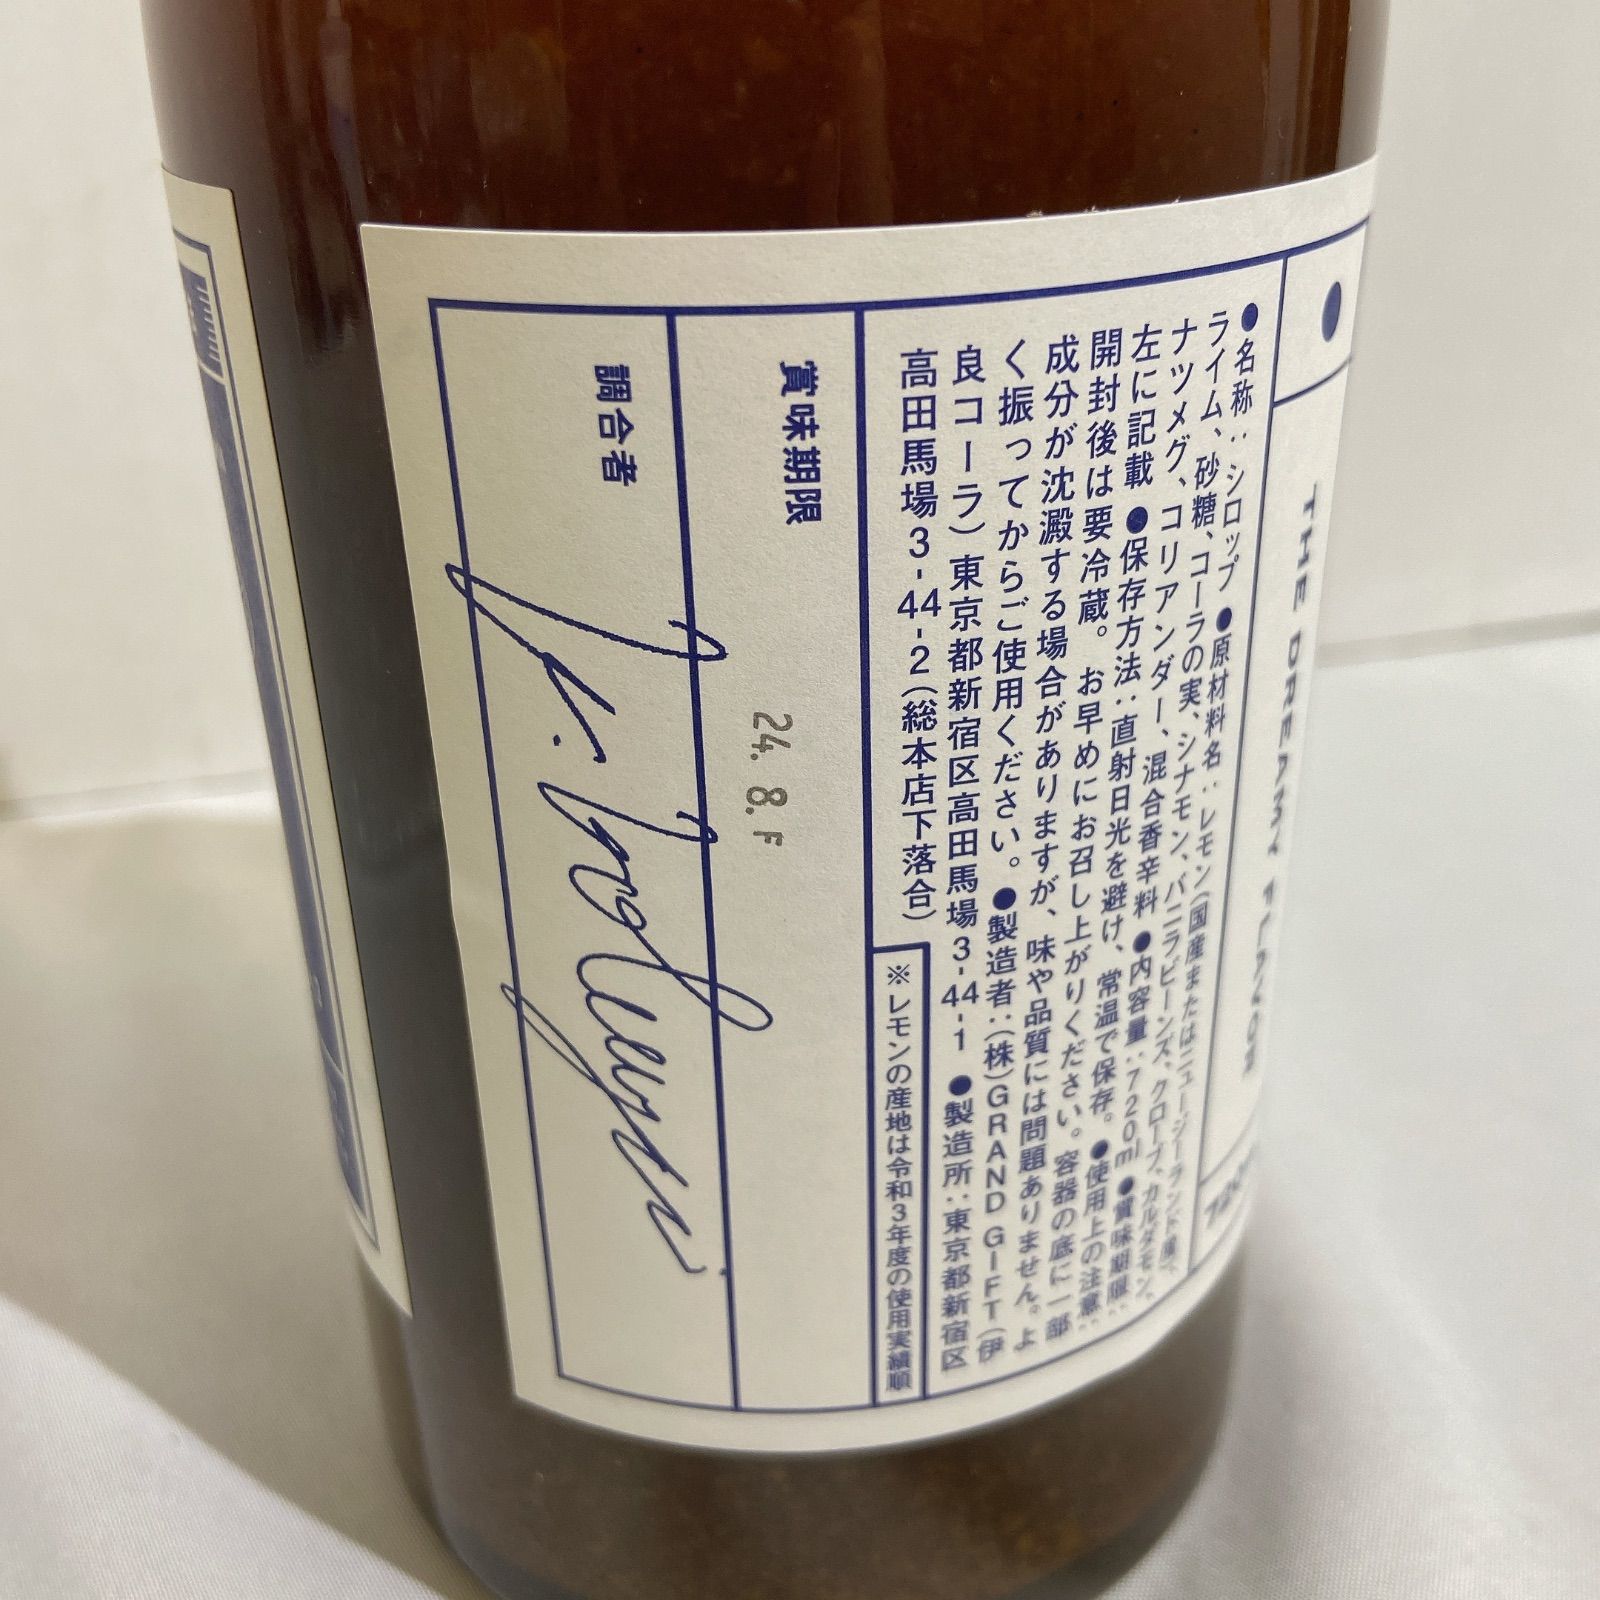 THE DREAMY FLAVOR
●名称：シロップ ●原材料名：レモン（国産またはニュージーランド産）、
ライム、砂糖、コーラの実、シナモン、バニラビーンズ、クローブ、カルダモン、
ナツメグ、コリアンダー、混合香辛料 ●内容量：720ml ●賞味期限：
左に記載 ●保存方法：直射日光を避け、常温で保存。●使用上の注意：
開封後は要冷蔵。お早めにお召し上がりください。容器の底に一部
成分が沈澱する場合がありますが、味や品質には問題ありません。よ
く振ってからご使用ください。●製造者：（株）GRAND GIFT（伊
良コーラ）東京都新宿区高田馬場3-44-1 ●製造所：東京都新宿区
高田馬場3-44-2（総本店下落合）
※レモンの産地は令和3年度の使用実績順
賞味期限
24.8.F
調合者